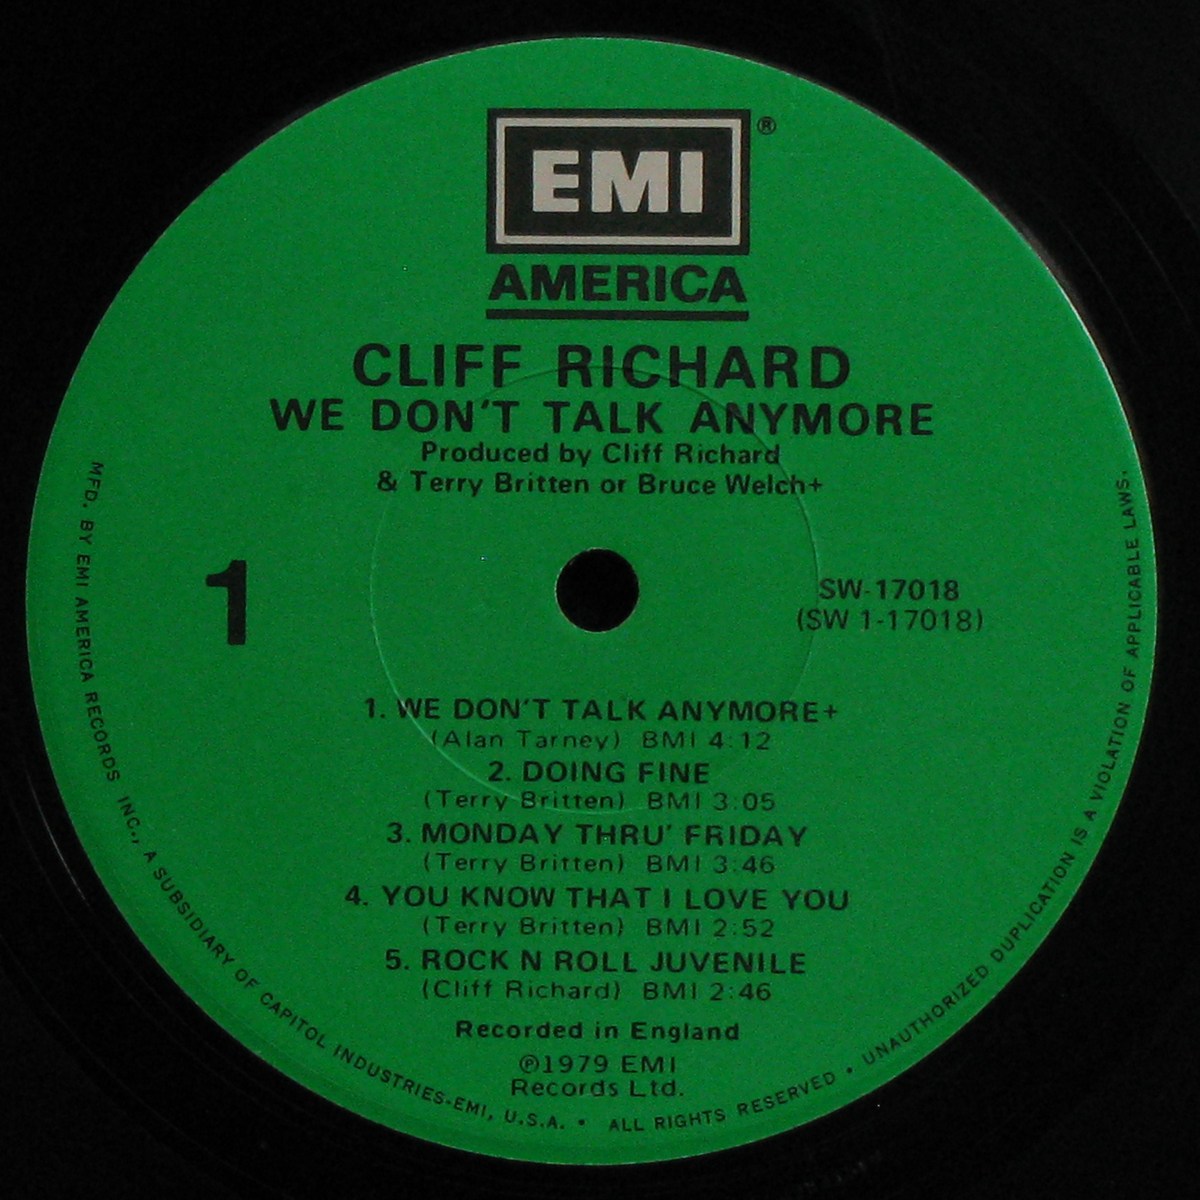 EMI ®
AMERICA
CLIFF RICHARD
WE DON'T TALK ANYMORE
Produced by Cliff Richard
& Terry Britten or Bruce Welch+
1
SW-17018
(SW 1-17018)
1. WE DON'T TALK ANYMORE+
(Alan Tarney) BMI 4:12
2. DOING FINE
(Terry Britten) BMI 3:05
3. MONDAY THRU' FRIDAY
(Terry Britten) BMI 3:46
4. YOU KNOW THAT I LOVE YOU
(Terry Britten) BMI 2:52
5. ROCK N ROLL JUVENILE
(Cliff Richard) BMI 2:46
Recorded in England
℗1979 EMI
Records Ltd.
MFD. BY EMI AMERICA RECORDS INC., A SUBSIDIARY OF CAPITOL INDUSTRIES-EMI, U.S.A. • ALL RIGHTS RESERVED • UNAUTHORIZED DUPLICATION IS A VIOLATION OF APPLICABLE LAWS.